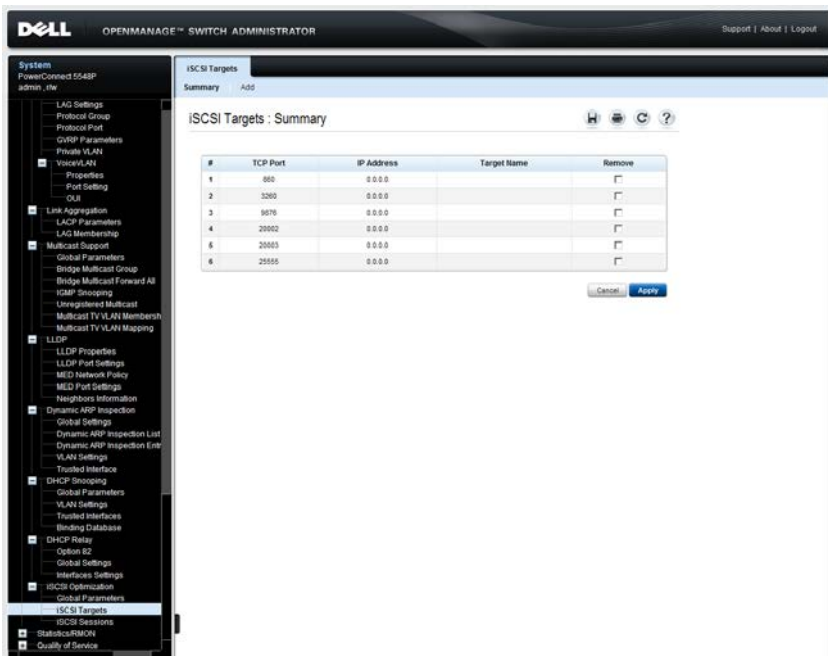 DELL OPENMANAGE™ SWITCH ADMINISTRATOR
Support | About | Logout
System
PowerConnect 5548P
admin , r/w
LAG Settings
Protocol Group
Protocol Port
GVRP Parameters
Private VLAN
VoiceVLAN
Properties
Port Setting
OUI
Link Aggregation
LACP Parameters
LAG Membership
Multicast Support
Global Parameters
Bridge Multicast Group
Bridge Multicast Forward All
IGMP Snooping
Unregistered Multicast
Multicast TV VLAN Membersh
Multicast TV VLAN Mapping
LLDP
LLDP Properties
LLDP Port Settings
MED Network Policy
MED Port Settings
Neighbors Information
Dynamic ARP Inspection
Global Settings
Dynamic ARP Inspection List
Dynamic ARP Inspection Entr
VLAN Settings
Trusted Interface
DHCP Snooping
Global Parameters
VLAN Settings
Trusted Interfaces
Binding Database
DHCP Relay
Option 82
Global Settings
Interfaces Settings
iSCSI Optimization
Global Parameters
iSCSI Targets
iSCSI Sessions
Statistics/RMON
Quality of Service
iSCSI Targets
Summary | Add
iSCSI Targets : Summary
# TCP Port IP Address Target Name Remove
1 860 0.0.0.0
2 3260 0.0.0.0
3 9876 0.0.0.0
4 20002 0.0.0.0
5 20003 0.0.0.0
6 25555 0.0.0.0
Cancel Apply